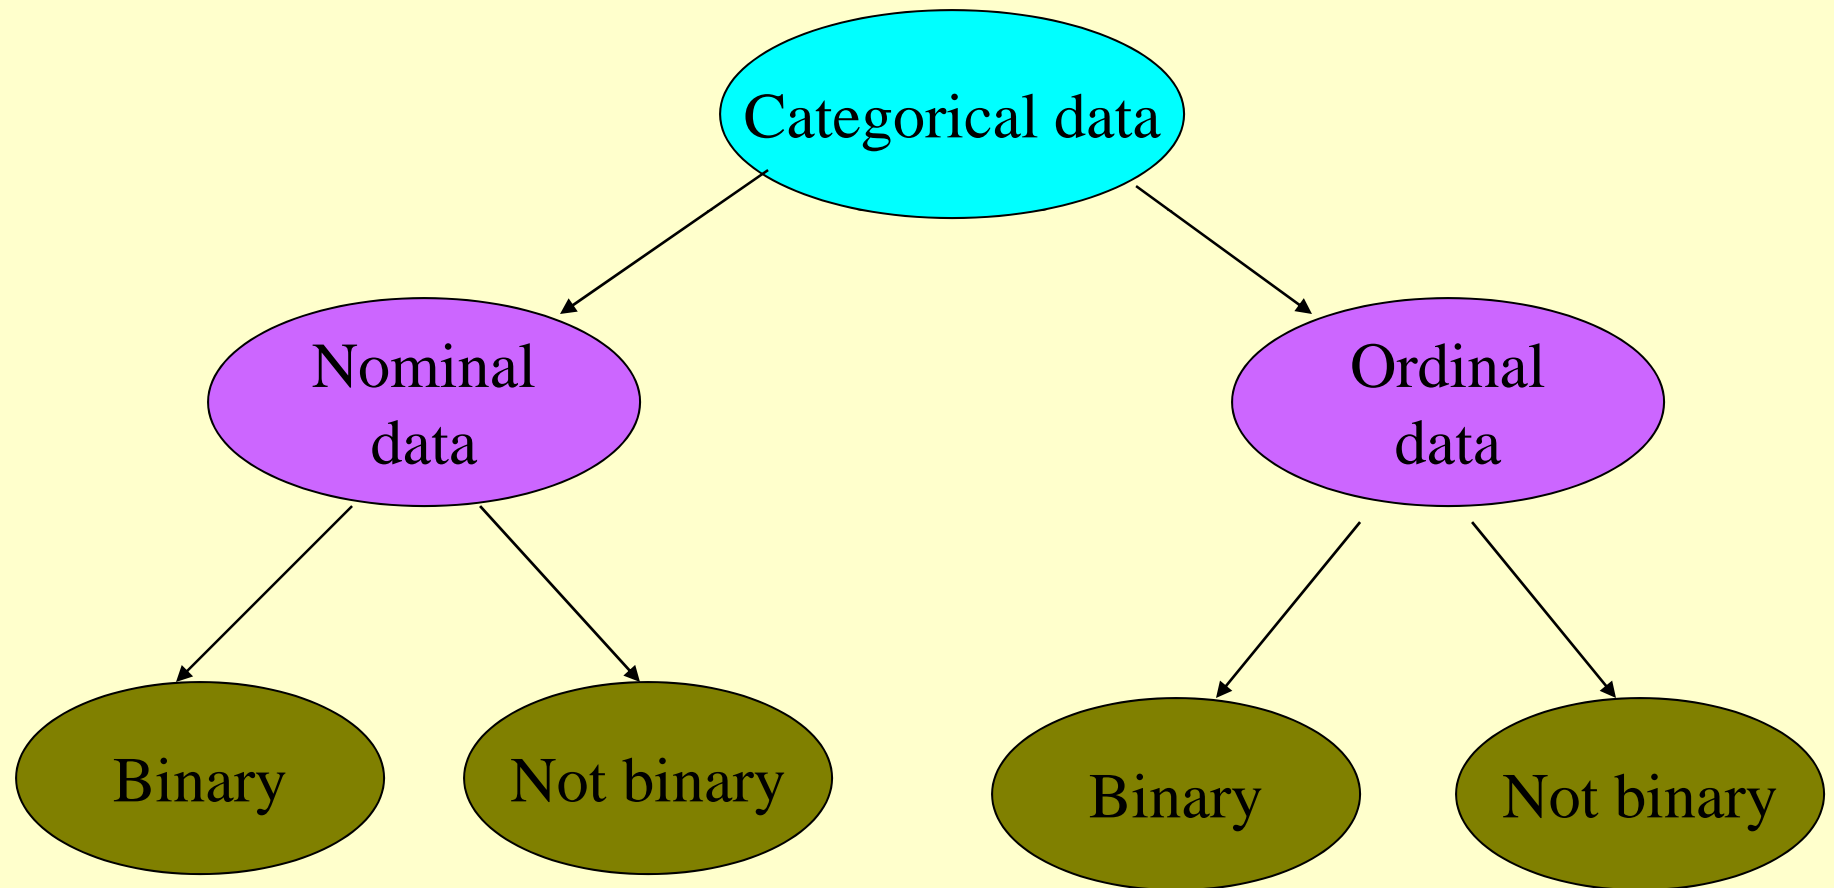 Categorical data
Nominal
data
Ordinal
data
Binary
Not binary
Binary
Not binary